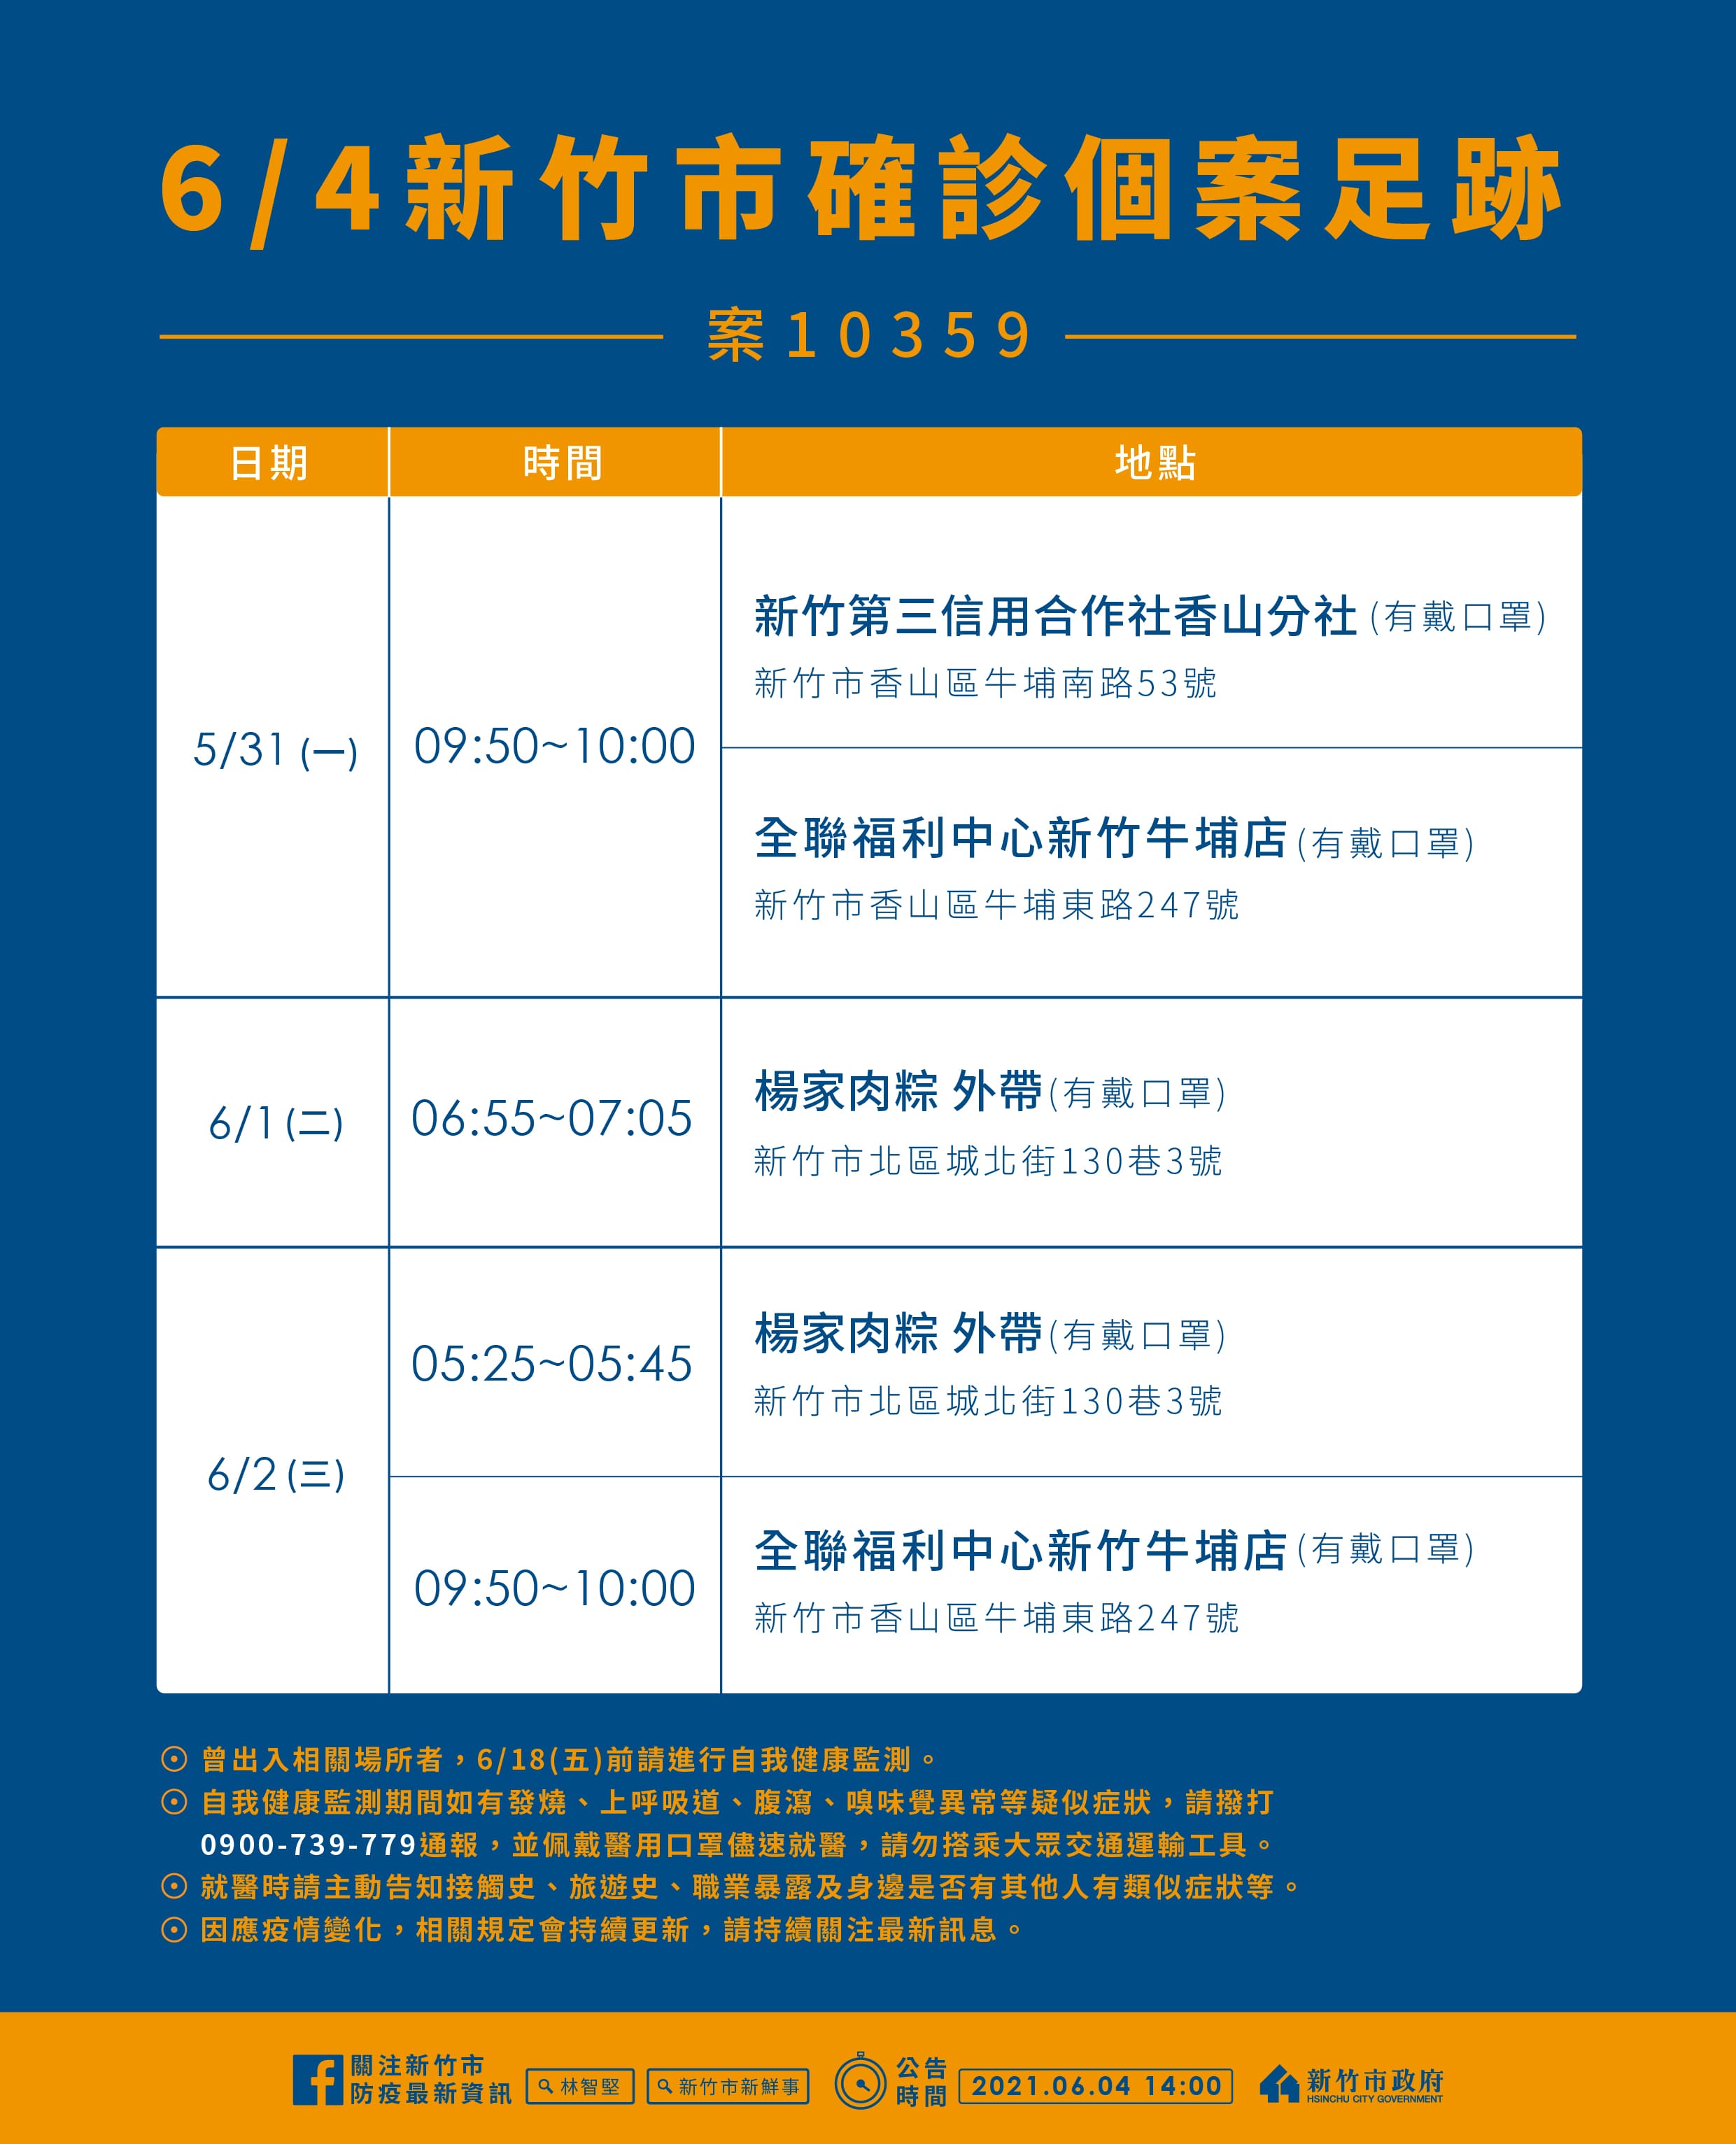 6/4新竹市確診個案足跡
案10359
日期 時間 地點
5/31 (一) 09:50~10:00
新竹第三信用合作社香山分社 (有戴口罩)
新竹市香山區牛埔南路53號
全聯福利中心新竹牛埔店 (有戴口罩)
新竹市香山區牛埔東路247號
6/1 (二) 06:55~07:05
楊家肉粽 外帶 (有戴口罩)
新竹市北區城北街130巷3號
6/2 (三)
05:25~05:45
楊家肉粽 外帶 (有戴口罩)
新竹市北區城北街130巷3號
09:50~10:00
全聯福利中心新竹牛埔店 (有戴口罩)
新竹市香山區牛埔東路247號
⊙ 曾出入相關場所者，6/18(五)前請進行自我健康監測。
⊙ 自我健康監測期間如有發燒、上呼吸道、腹瀉、嗅味覺異常等疑似症狀，請撥打
0900-739-779通報，並佩戴醫用口罩儘速就醫，請勿搭乘大眾交通運輸工具。
⊙ 就醫時請主動告知接觸史、旅遊史、職業暴露及身邊是否有其他人有類似症狀等。
⊙ 因應疫情變化，相關規定會持續更新，請持續關注最新訊息。
f
關注新竹市
防疫最新資訊
林智堅
新竹市新鮮事
公告
時間
2021.06.04 14:00
新竹市政府
HSINCHU CITY GOVERNMENT